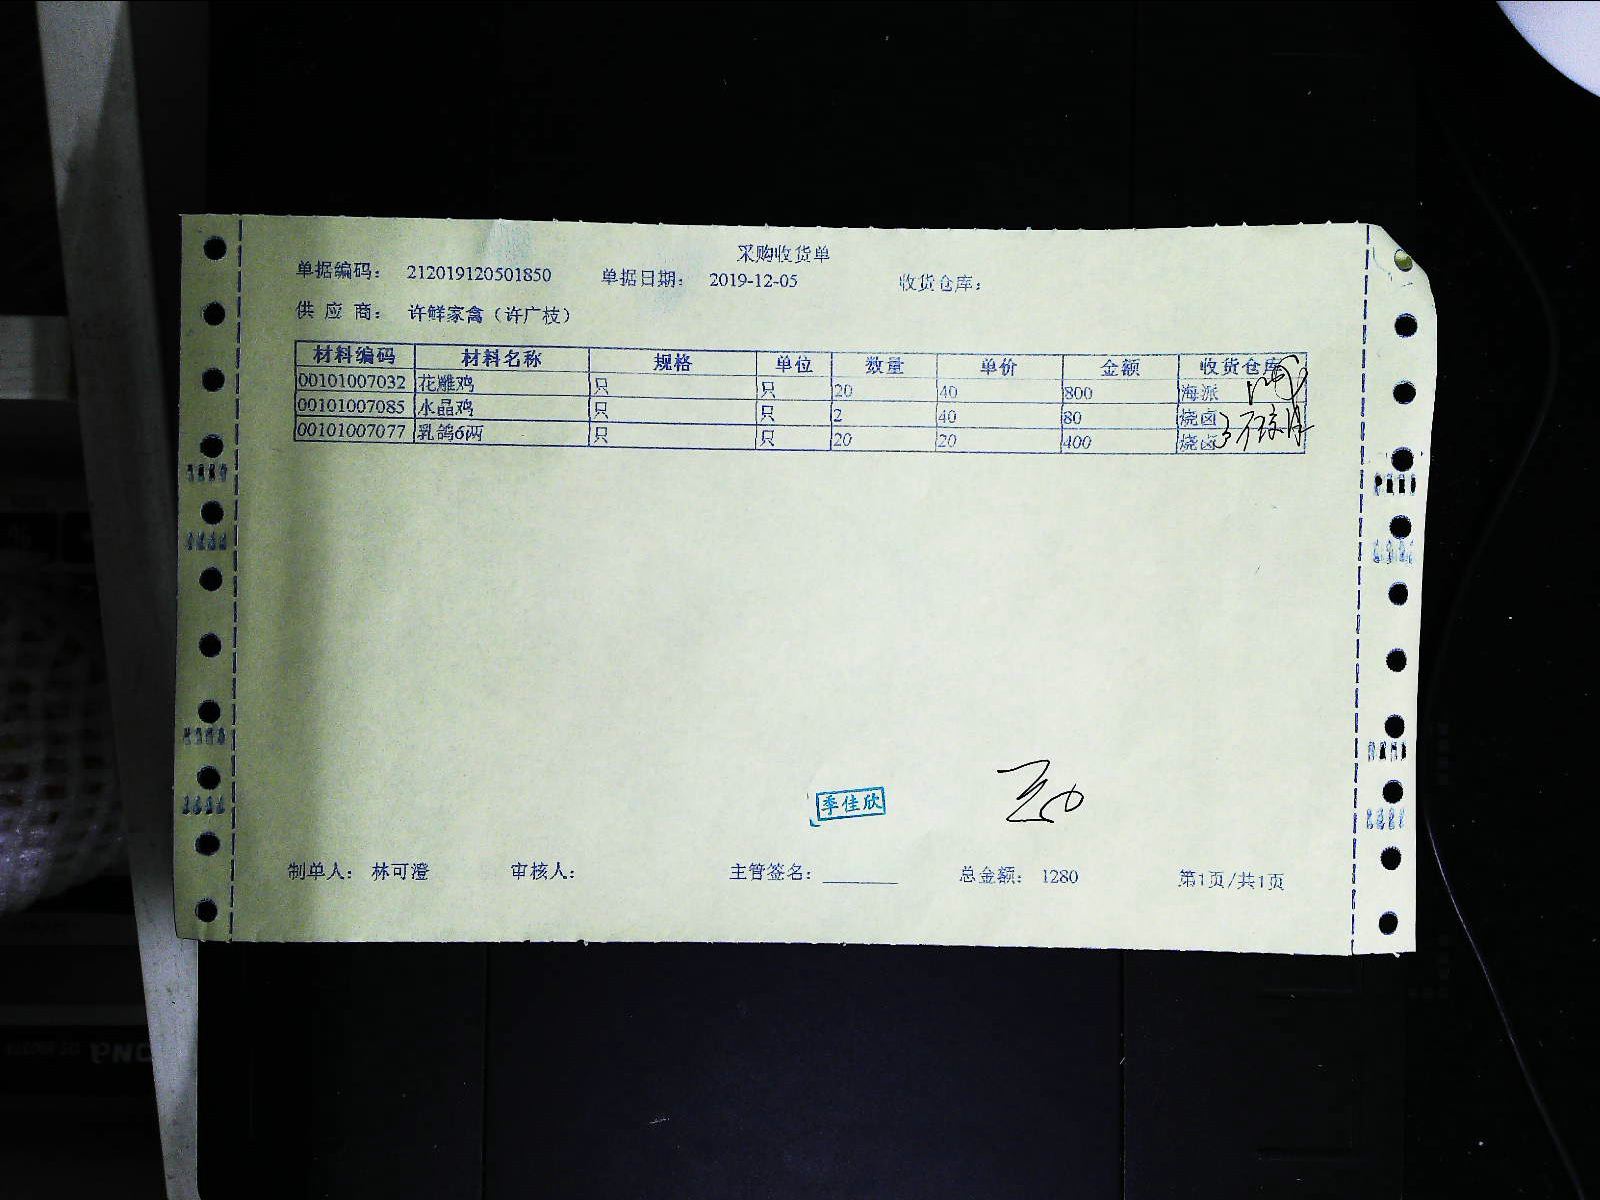 采购收货单
单据编码： 212019120501850 单据日期： 2019-12-05 收货仓库：
供 应 商： 许鲜家禽（许广枝）
材料编码 材料名称 规格 单位 数量 单价 金额 收货仓库
00101007032 花雕鸡 只 只 20 40 800 海派
00101007085 水晶鸡 只 只 2 40 80 烧卤
00101007077 乳鸽6两 只 只 20 20 400 烧卤
季佳欣
制单人： 林可澄 审核人： 主管签名： 总金额： 1280 第1页/共1页